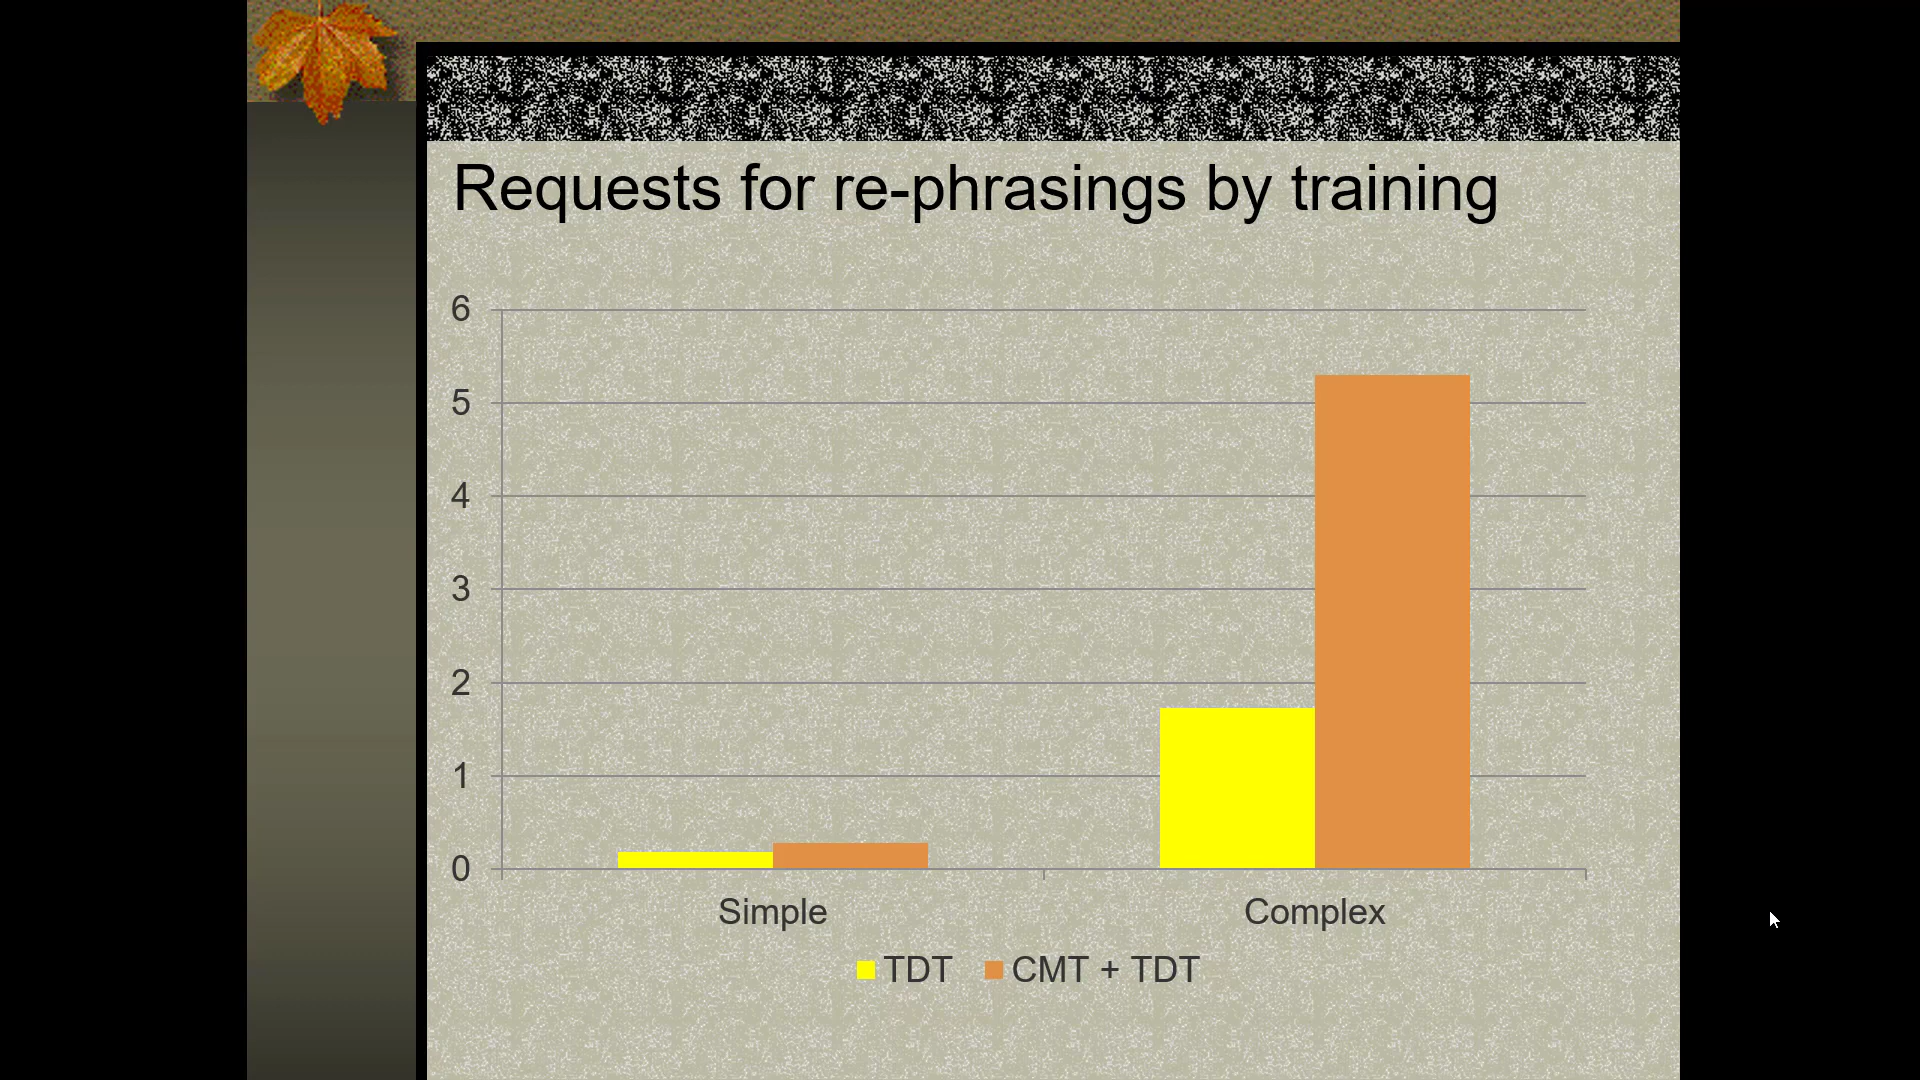 Requests for re-phrasings by training
6
5
4
3
2
1
0
Simple Complex
TDT CMT + TDT